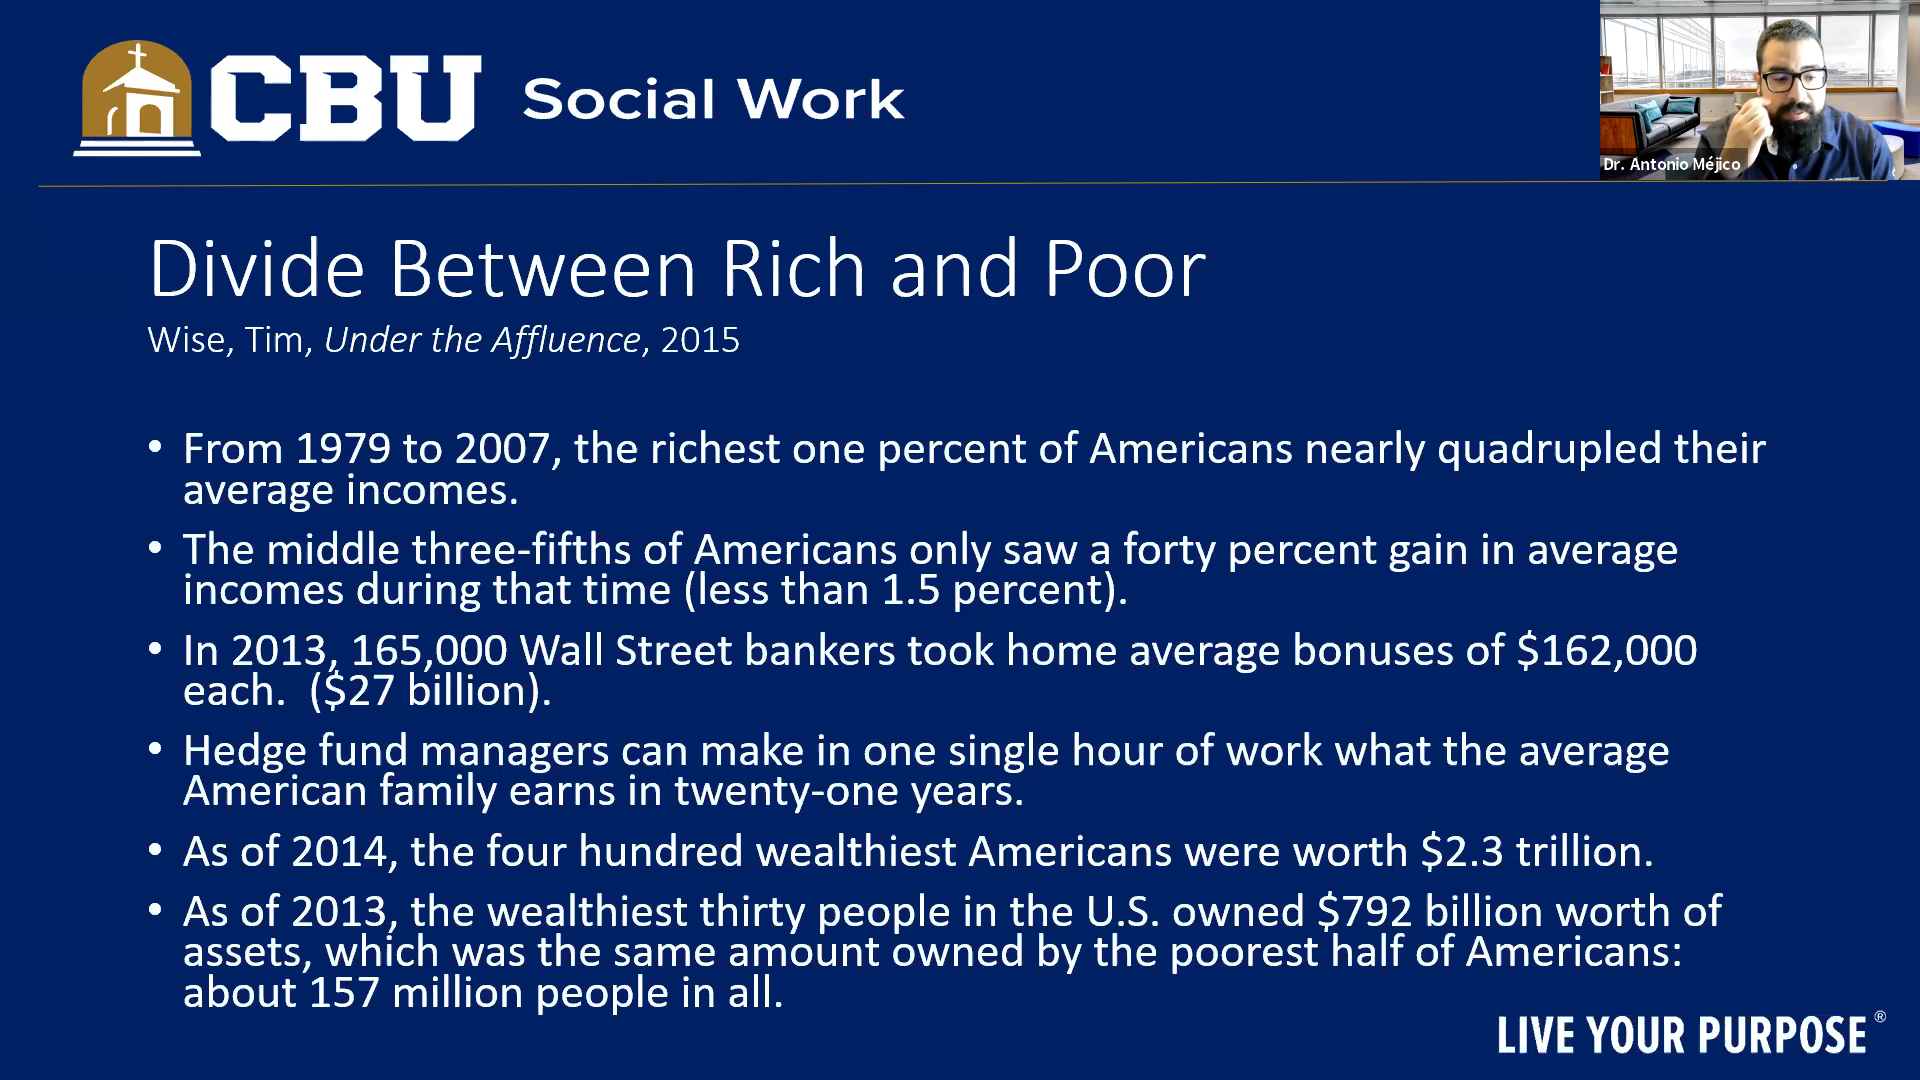 CBU Social Work
Dr. Antonio Méjico
Divide Between Rich and Poor
Wise, Tim, Under the Affluence, 2015
• From 1979 to 2007, the richest one percent of Americans nearly quadrupled their
average incomes.
• The middle three-fifths of Americans only saw a forty percent gain in average
incomes during that time (less than 1.5 percent).
• In 2013, 165,000 Wall Street bankers took home average bonuses of $162,000
each.  ($27 billion).
• Hedge fund managers can make in one single hour of work what the average
American family earns in twenty-one years.
• As of 2014, the four hundred wealthiest Americans were worth $2.3 trillion.
• As of 2013, the wealthiest thirty people in the U.S. owned $792 billion worth of
assets, which was the same amount owned by the poorest half of Americans:
about 157 million people in all.
LIVE YOUR PURPOSE®